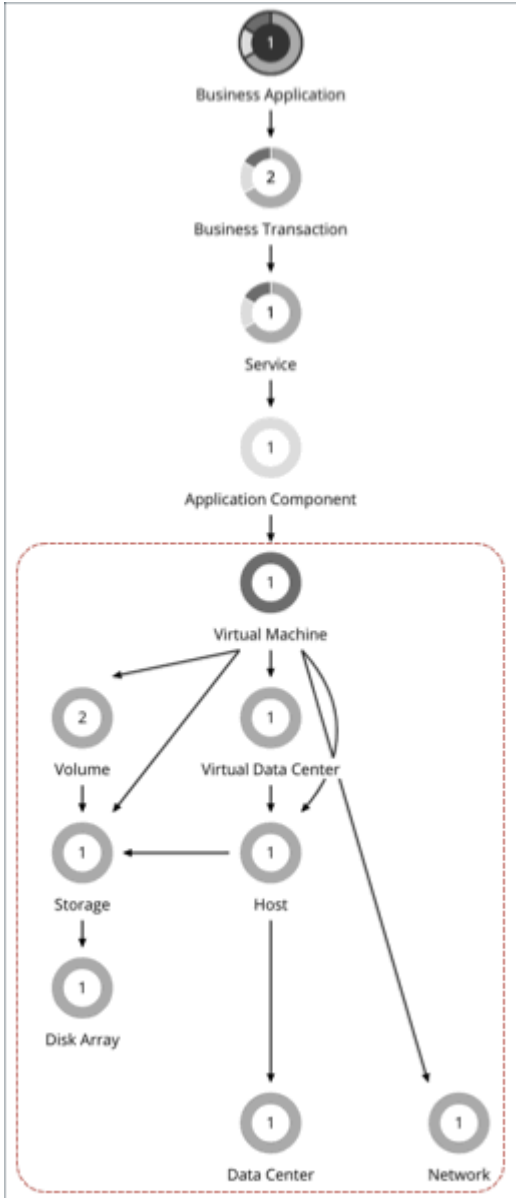 1
Business Application
2
Business Transaction
1
Service
1
Application Component
1
Virtual Machine
2
1
Volume
Virtual Data Center
1
1
Storage
Host
1
Disk Array
1
1
Data Center
Network